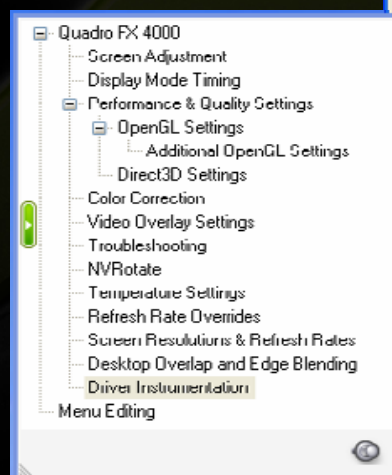 Quadro FX 4000
Screen Adjustment
Display Mode Timing
Performance & Quality Settings
OpenGL Settings
Additional OpenGL Settings
Direct3D Settings
Color Correction
Video Overlay Settings
Troubleshooting
NVRotate
Temperature Settings
Refresh Rate Overrides
Screen Resolutions & Refresh Rates
Desktop Overlap and Edge Blending
Driver Instrumentation
Menu Editing